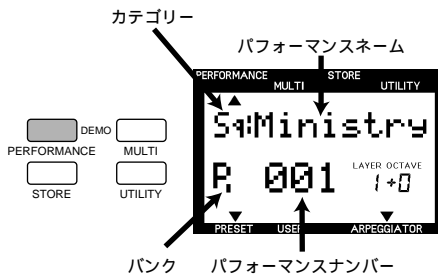 カテゴリー
パフォーマンスネーム
PERFORMANCE STORE
MULTI UTILITY
Sq:Ministry
DEMO
PERFORMANCE MULTI
P. 001
LAYER OCTAVE
1+0
STORE UTILITY
PRESET USER ARPEGGIATOR
バンク パフォーマンスナンバー